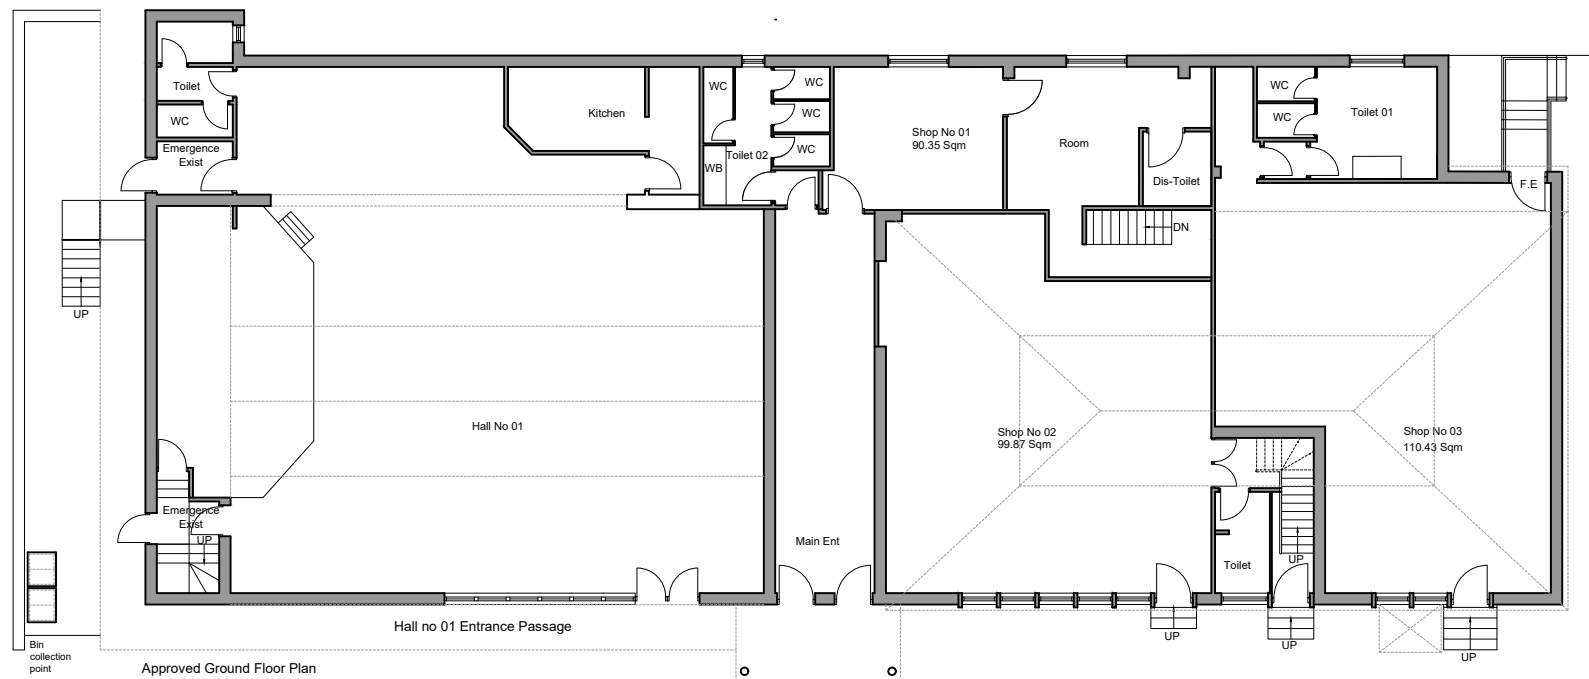 Toilet
WC
Emergence
Exist
Kitchen
WC
WC
WC
WC
WB
Toilet 02
Shop No 01
90.35 Sqm
Room
Dis-Toilet
DN
WC
WC
Toilet 01
F.E
UP
Hall No 01
Shop No 02
99.87 Sqm
Shop No 03
110.43 Sqm
Emergence
Exist
UP
Main Ent
Toilet
UP
Hall no 01 Entrance Passage
UP
UP
UP
Bin
collection
point
Approved Ground Floor Plan